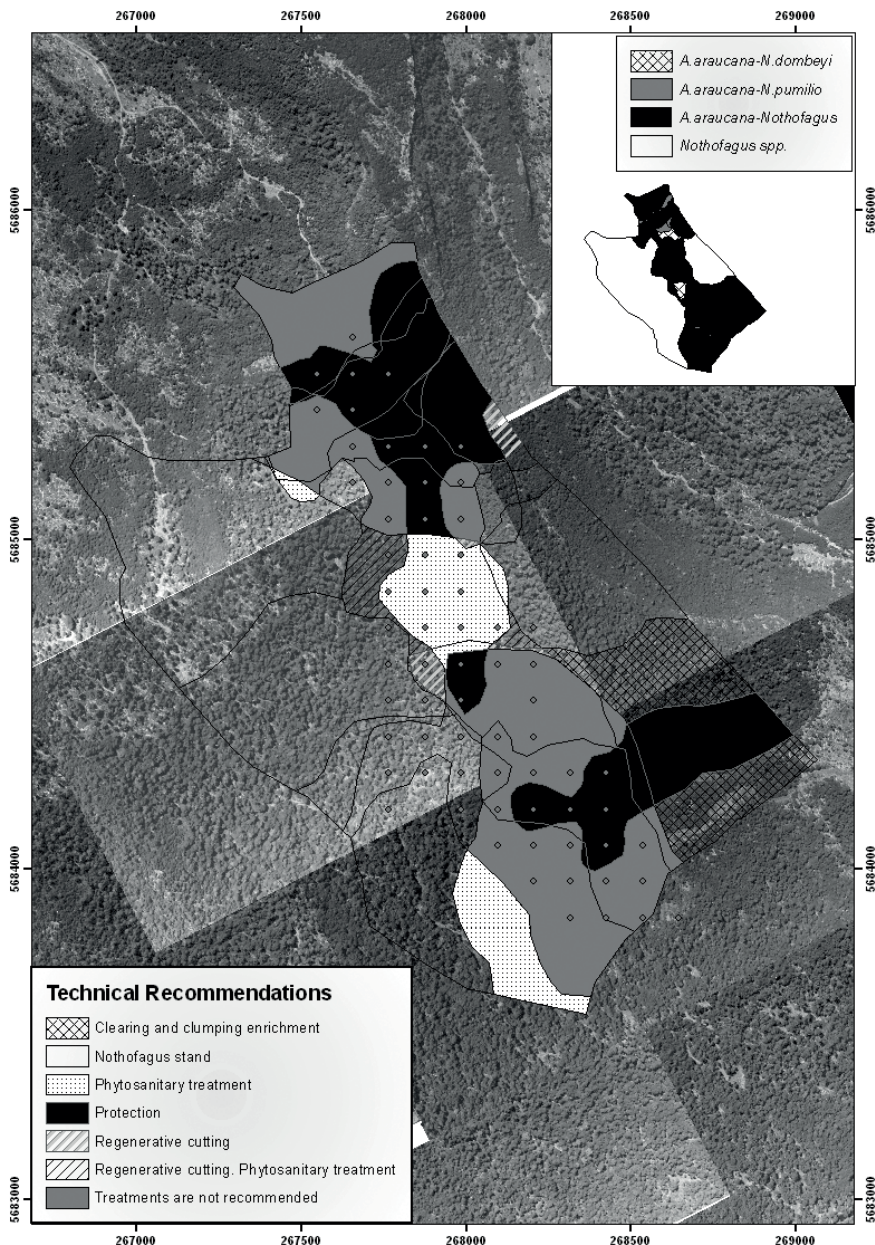 267000 267500 268000 268500 269000
A.araucana-N.dombeyi
A.araucana-N.pumilio
A.araucana-Nothofagus
Nothofagus spp.
5686000 5686000
5685000 5685000
5684000 5684000
Technical Recommendations
Clearing and clumping enrichment
Nothofagus stand
Phytosanitary treatment
Protection
Regenerative cutting
Regenerative cutting. Phytosanitary treatment
Treatments are not recommended
5683000 5683000
267000 267500 268000 268500 269000